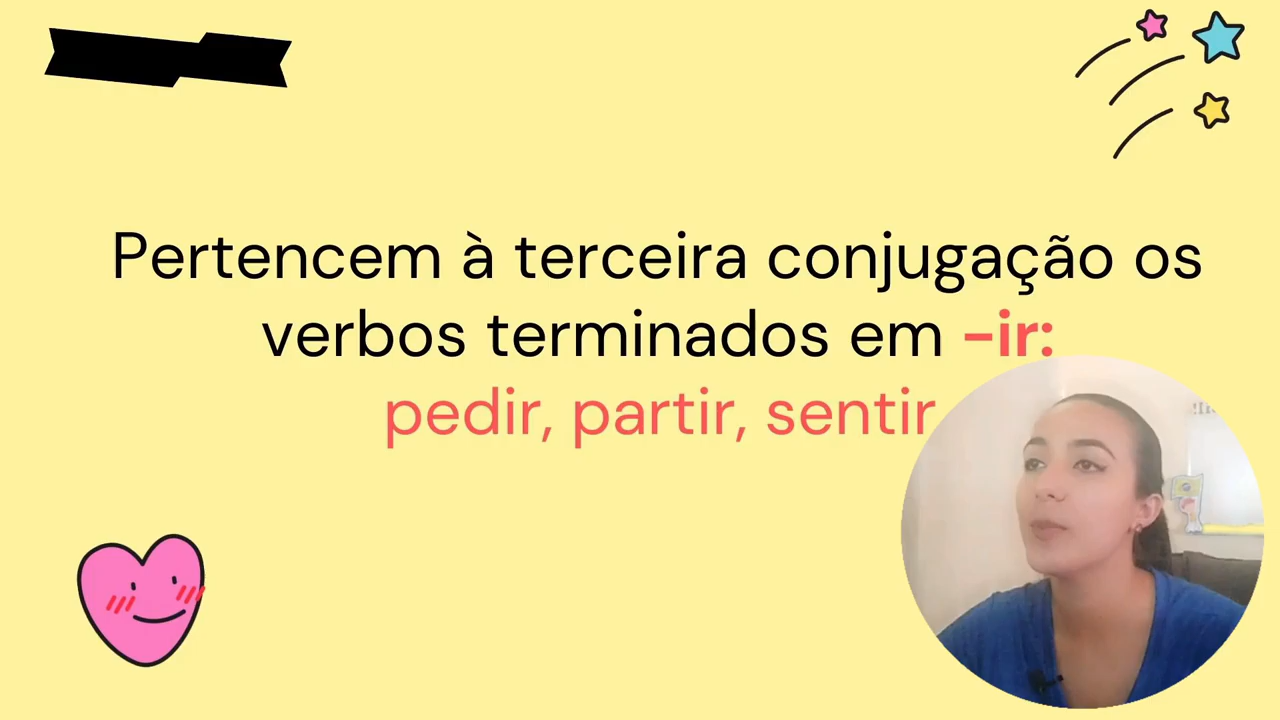 Pertencem à terceira conjugação os
verbos terminados em -ir:
pedir, partir, sentir